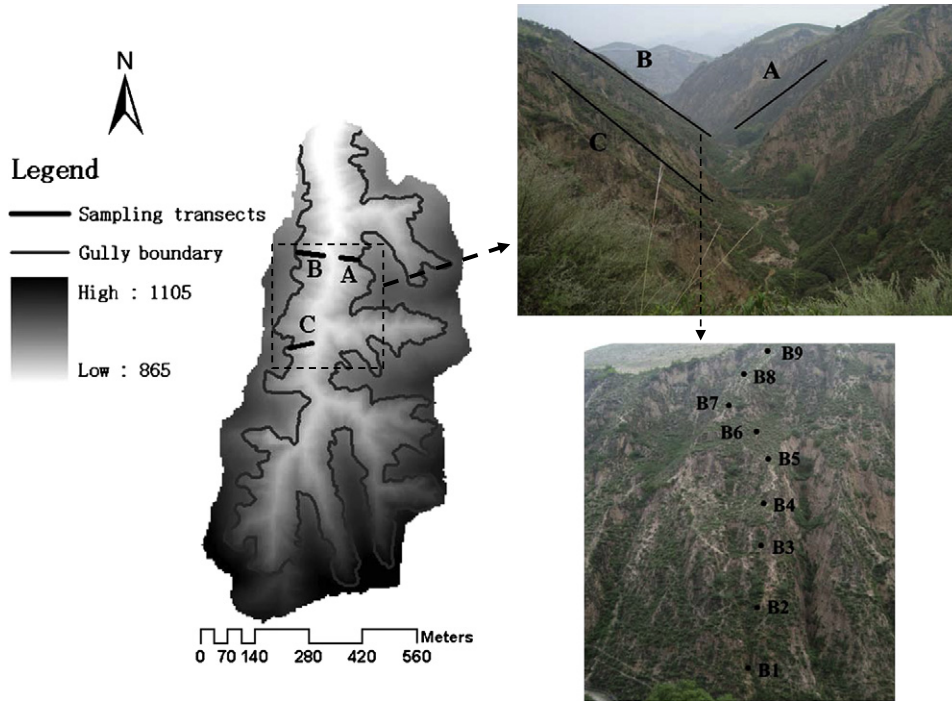 N
Legend
Sampling transects
Gully boundary
High : 1105
Low : 865
B
A
C
Meters
0 70 140 280 420 560
B
A
C
B9
B8
B7
B6
B5
B4
B3
B2
B1